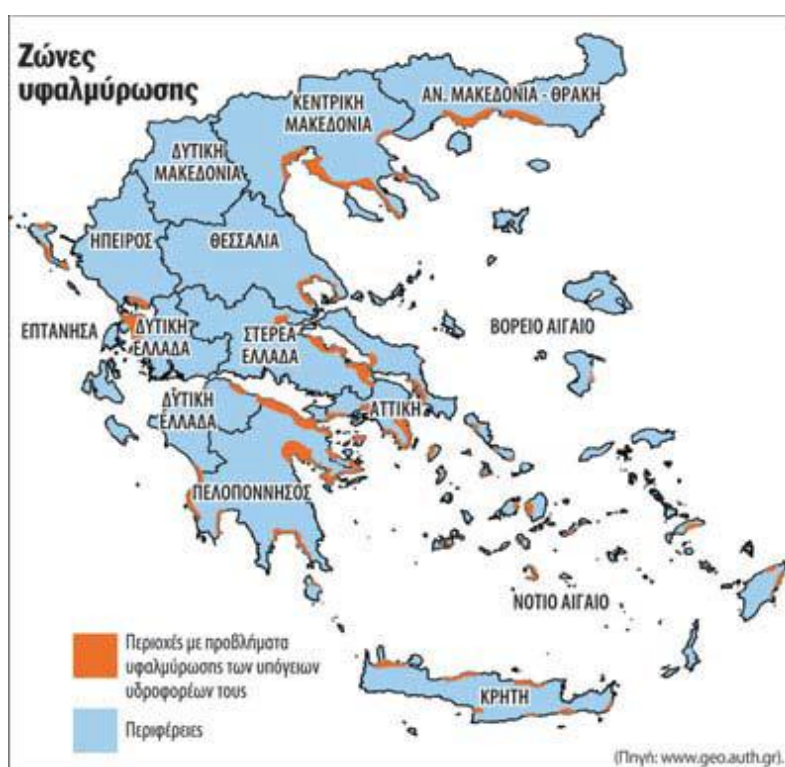 Ζώνες
υφαλμύρωσης
ΑΝ. ΜΑΚΕΔΟΝΙΑ - ΘΡΑΚΗ
ΚΕΝΤΡΙΚΗ
ΜΑΚΕΔΟΝΙΑ
ΔΥΤΙΚΗ
ΜΑΚΕΔΟΝΙΑ
ΗΠΕΙΡΟΣ
ΘΕΣΣΑΛΙΑ
ΒΟΡΕΙΟ ΑΙΓΑΙΟ
ΕΠΤΑΝΗΣΑ
ΔΥΤΙΚΗ
ΕΛΛΑΔΑ
ΣΤΕΡΕΑ
ΕΛΛΑΔΑ
ΔΥΤΙΚΗ
ΕΛΛΑΔΑ
ΑΤΤΙΚΗ
ΠΕΛΟΠΟΝΝΗΣΟΣ
ΝΟΤΙΟ ΑΙΓΑΙΟ
ΚΡΗΤΗ
Περιοχές με προβλήματα
υφαλμύρωσης των υπόγειων
υδροφορέων τους
Περιφέρειες
(Πηγή: www.geo.auth.gr).